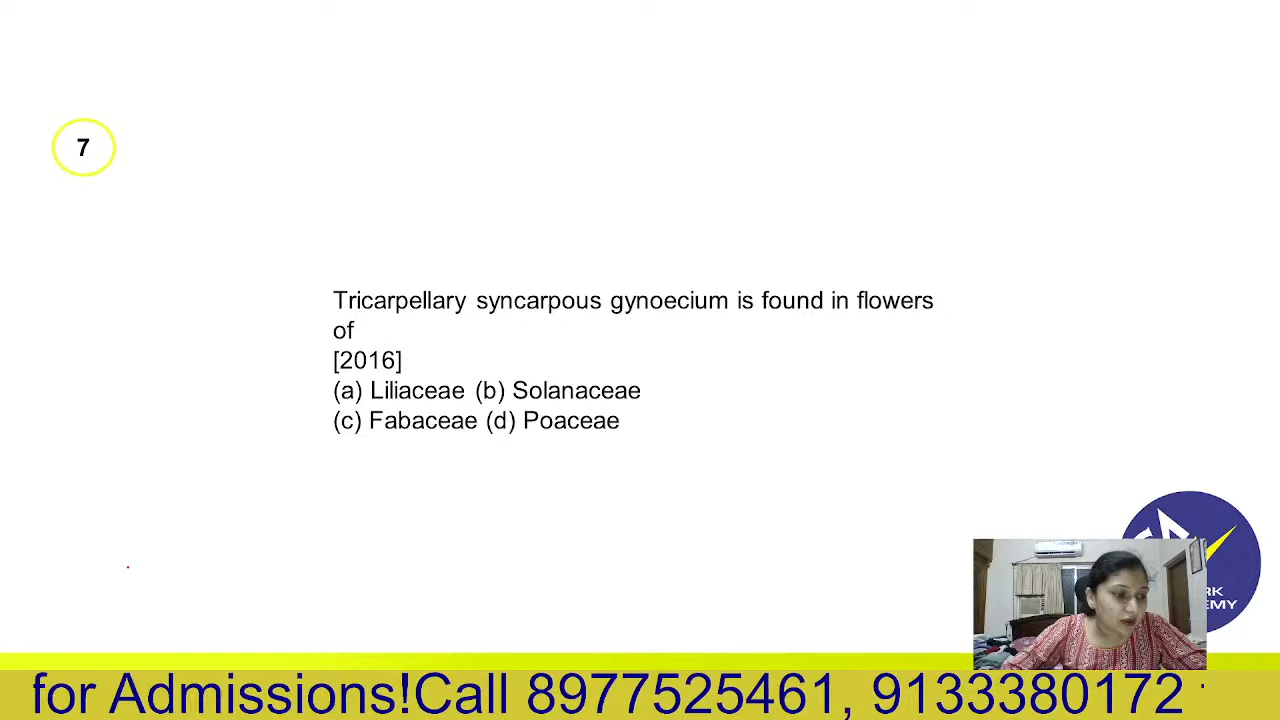 7
Tricarpellary syncarpous gynoecium is found in flowers
of
[2016]
(a) Liliaceae (b) Solanaceae
(c) Fabaceae (d) Poaceae
for Admissions!Call 8977525461, 9133380172